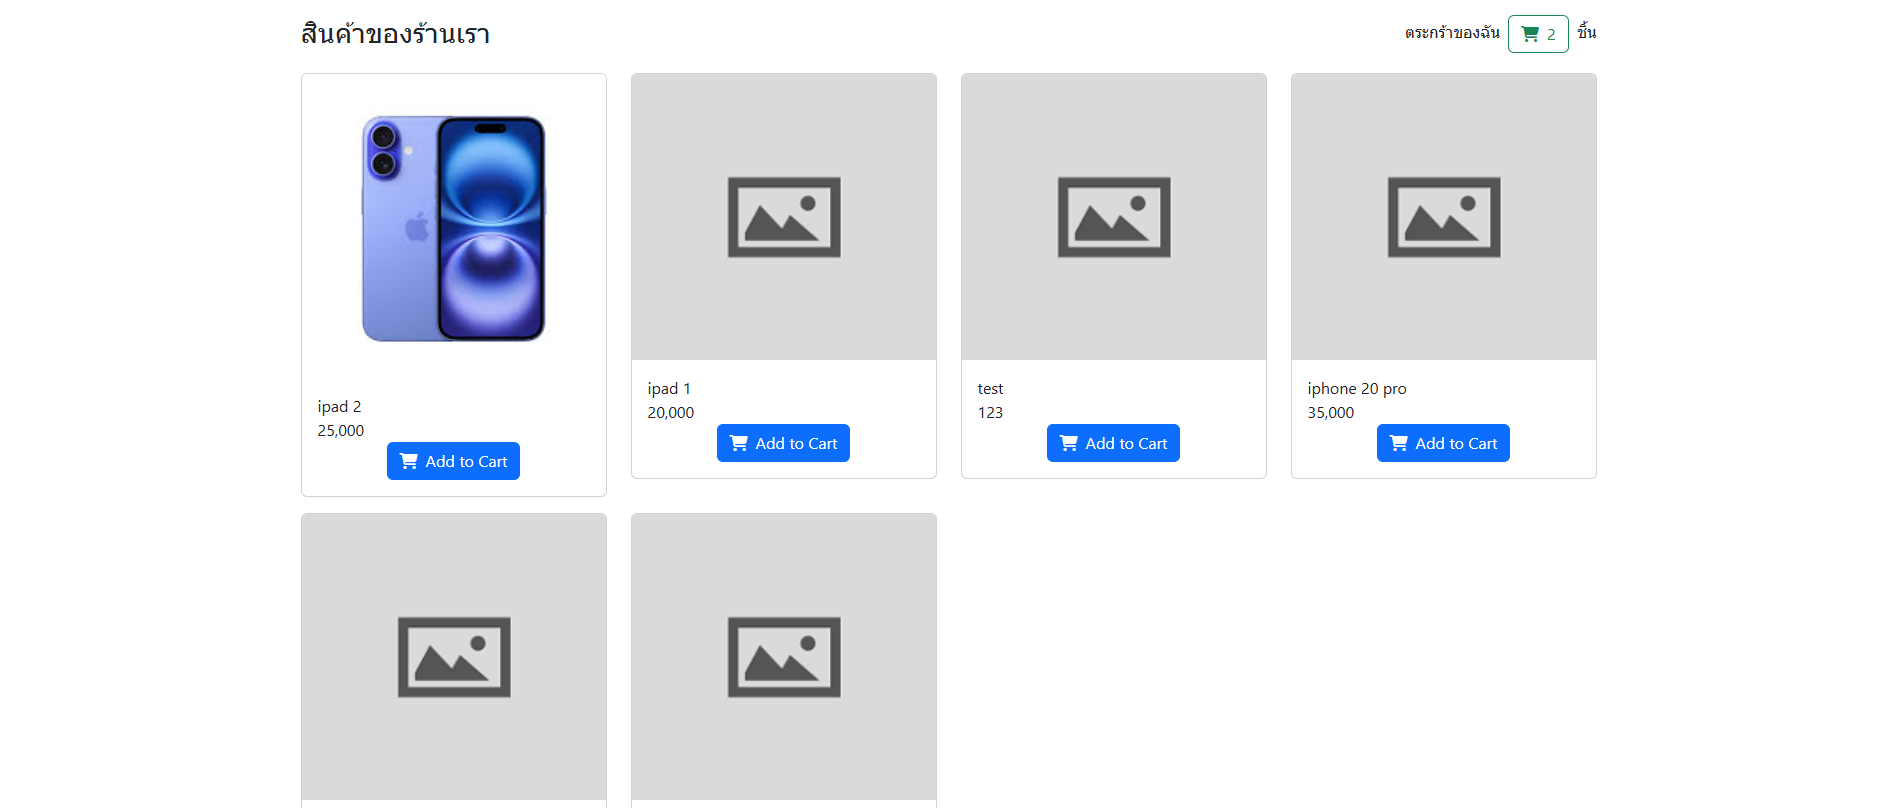 สินค้าของร้านเรา
ตระกร้าของฉัน 2 ชิ้น
ipad 2
25,000
Add to Cart
ipad 1
20,000
Add to Cart
test
123
Add to Cart
iphone 20 pro
35,000
Add to Cart